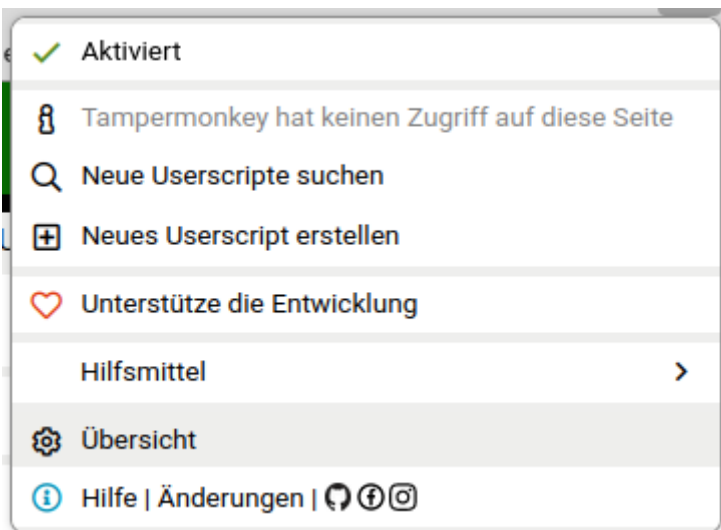 Aktiviert
Tampermonkey hat keinen Zugriff auf diese Seite
Neue Userscripte suchen
Neues Userscript erstellen
Unterstütze die Entwicklung
Hilfsmittel
Übersicht
Hilfe | Änderungen |